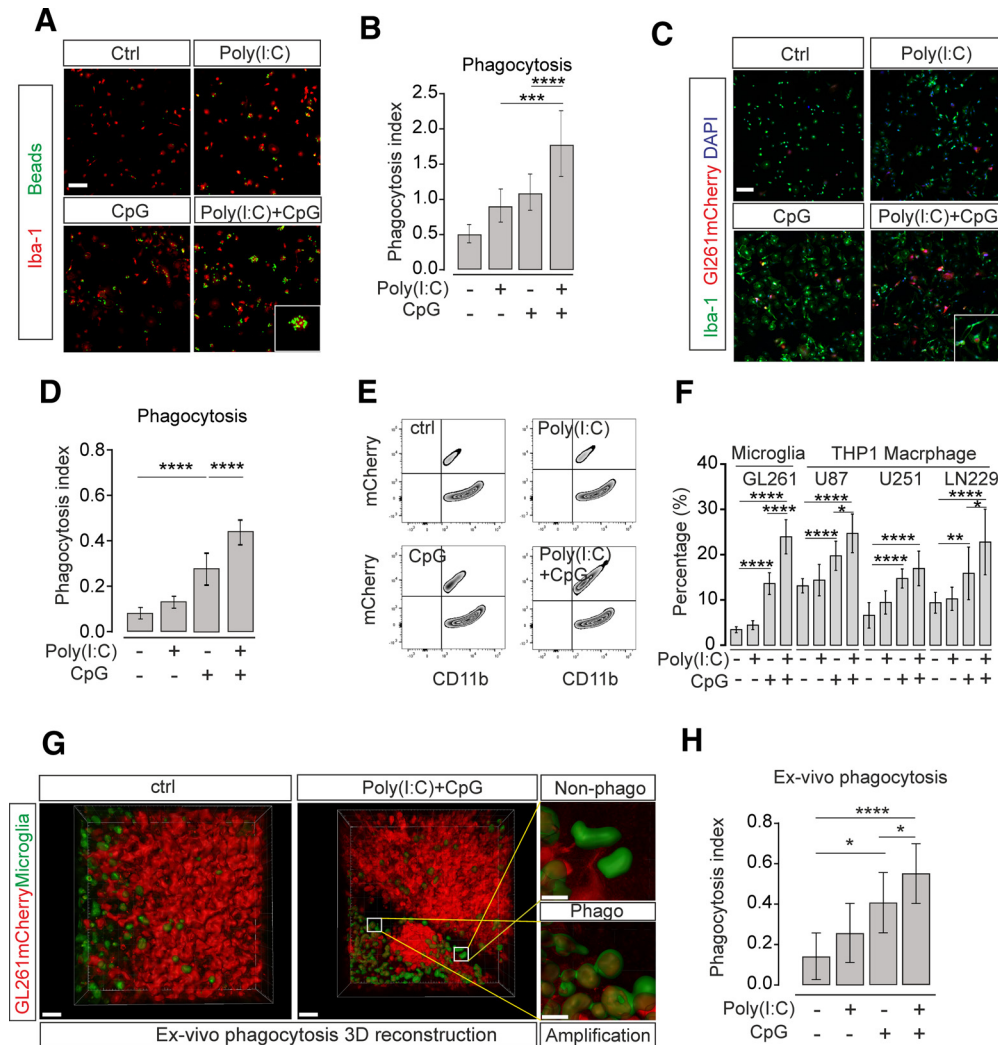 A
Ctrl
Poly(I:C)
CpG
Poly(I:C)+CpG
Iba-1 Beads
B
Phagocytosis
****
***
Phagocytosis index
2.5
2.0
1.5
1.0
0.5
0.0
Poly(I:C) - + - +
CpG - - + +
C
Ctrl
Poly(I:C)
CpG
Poly(I:C)+CpG
Iba-1 Gl261mCherry DAPI
D
Phagocytosis
**** ****
Phagocytosis index
0.8
0.6
0.4
0.2
0.0
Poly(I:C) - + - +
CpG - - + +
E
ctrl
Poly(I:C)
CpG
Poly(I:C)
+CpG
mCherry
mCherry
CD11b CD11b
F
Microglia THP1 Macrphage
GL261 U87 U251 LN229
**** **** **** ****
**** * **** *
**** **** **
Percentage (%)
40
30
20
10
0
Poly(I:C) - + - + - + - + - + - + - + - +
CpG - - + + - - + + - - + + - - + +
G
ctrl
Poly(I:C)+CpG
Non-phago
Phago
GL261mCherryMicroglia
Ex-vivo phagocytosis 3D reconstruction
Amplification
H
Ex-vivo phagocytosis
****
* *
Phagocytosis index
0.8
0.6
0.4
0.2
0.0
Poly(I:C) - + - +
CpG - - + +